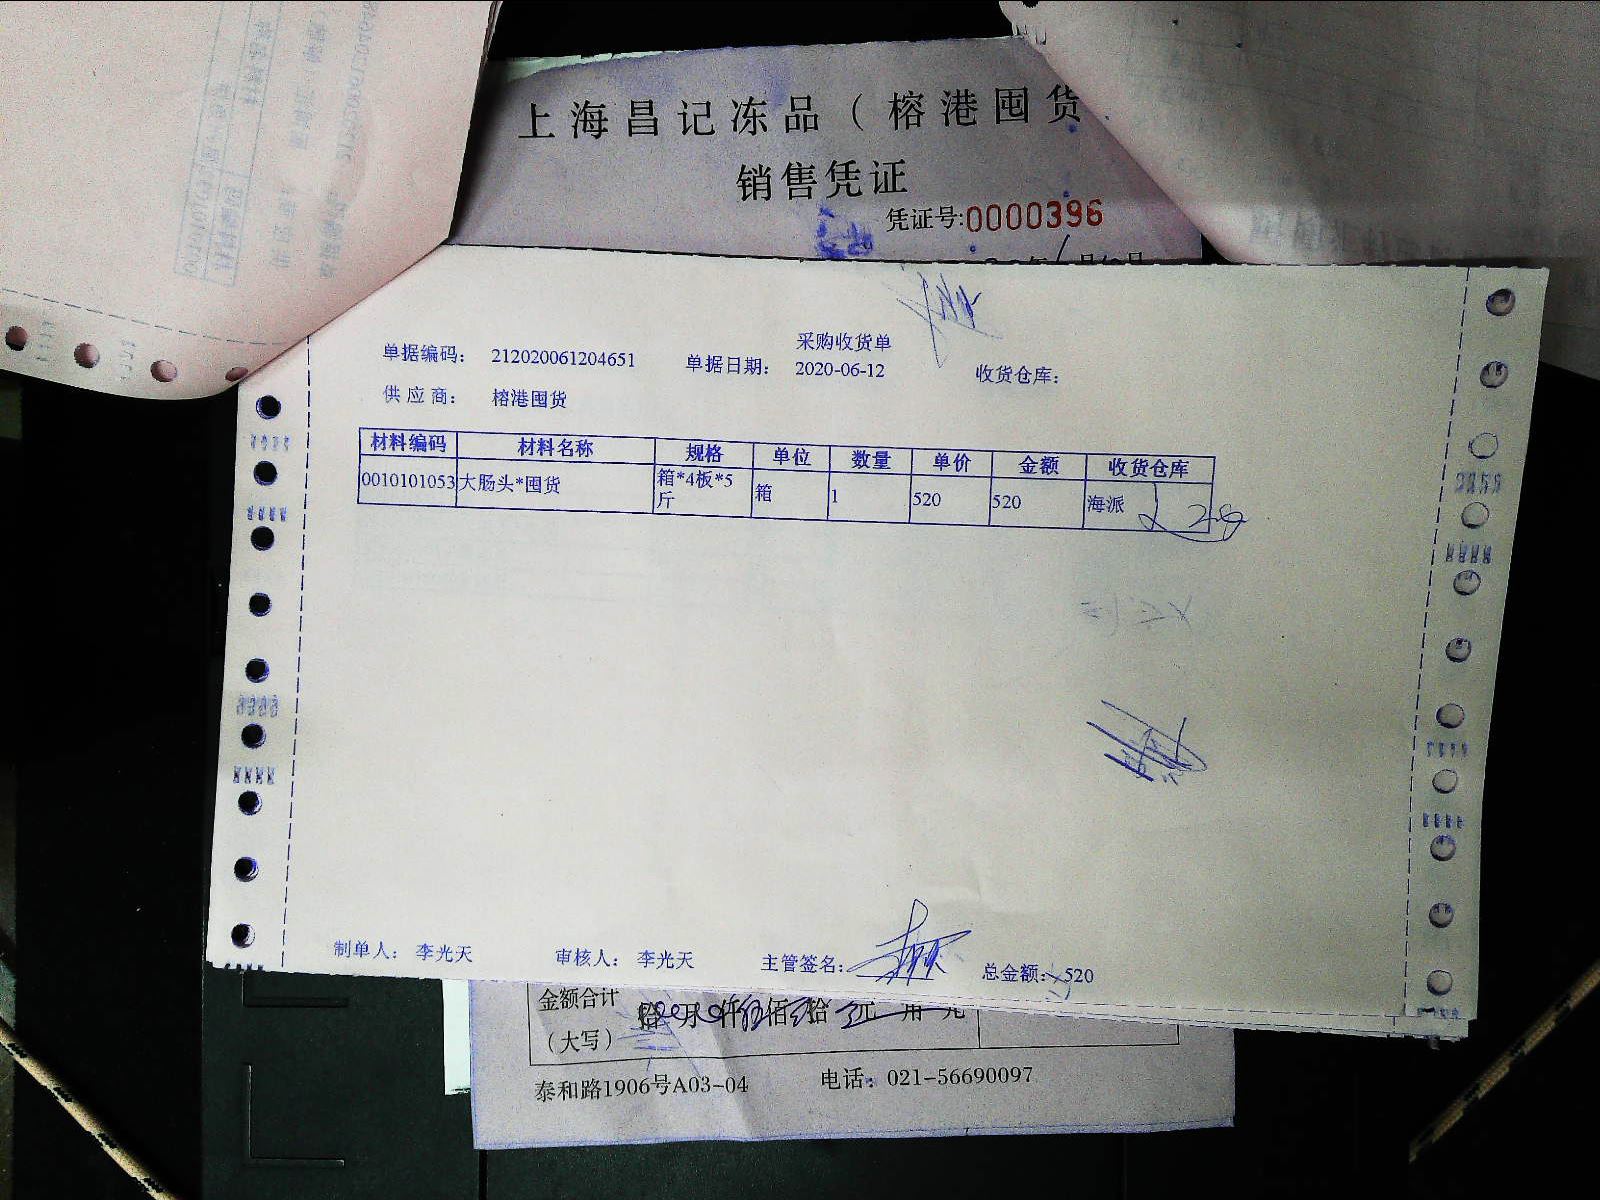 上海昌记冻品（榕港囤货
销售凭证
凭证号:0000396
采购收货单
单据编码： 212020061204651 单据日期： 2020-06-12 收货仓库：
供应商： 榕港囤货
材料编码 材料名称 规格 单位 数量 单价 金额 收货仓库
0010101053 大肠头*囤货 箱*4板*5斤 箱 1 520 520 海派
制单人： 李光天 审核人： 李光天 主管签名： 总金额： 520
金额合计
（大写）
拾 仟 佰 拾 元
泰和路1906号A03-04 电话：021-56690097